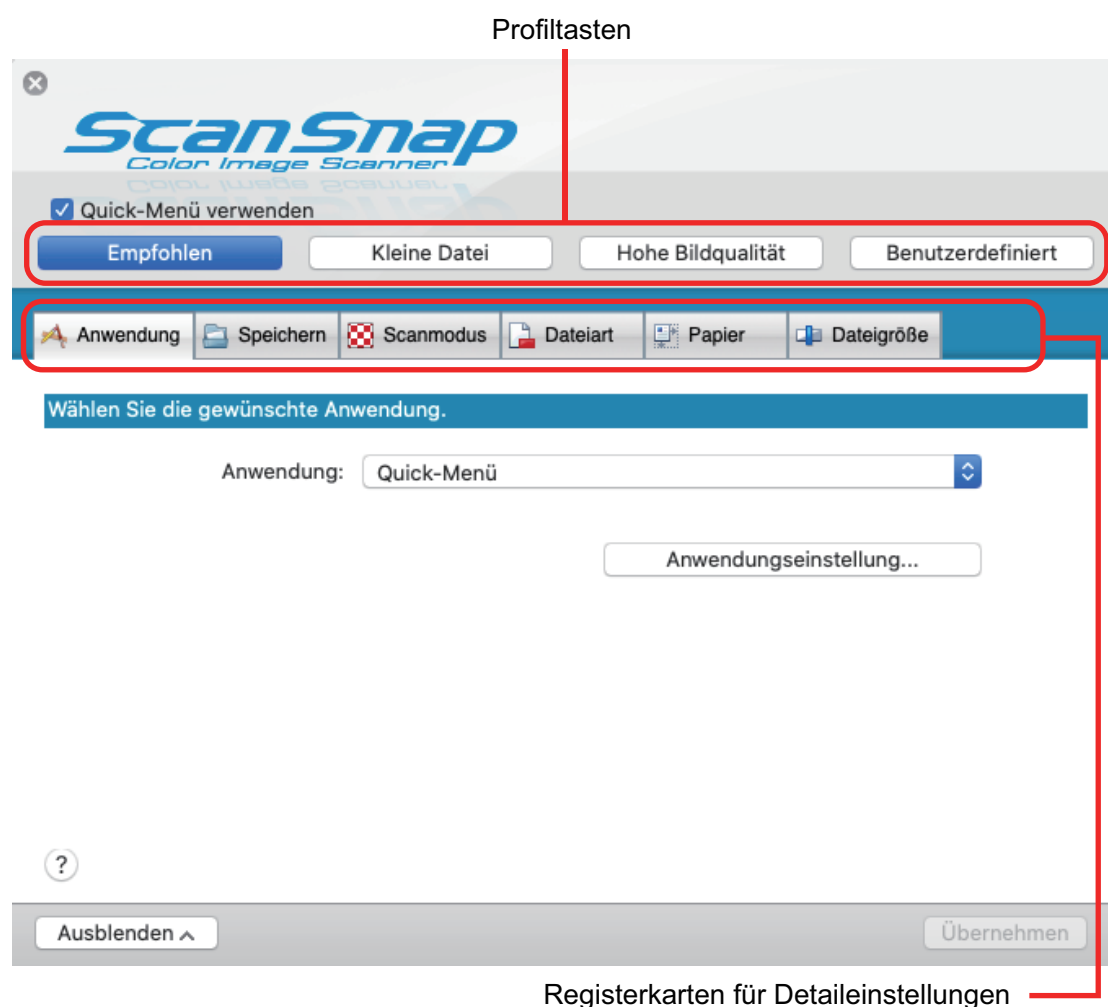 Profiltasten
ScanSnap
Color Image Scanner
Quick-Menü verwenden
Empfohlen Kleine Datei Hohe Bildqualität Benutzerdefiniert
Anwendung Speichern Scanmodus Dateiart Papier Dateigröße
Wählen Sie die gewünschte Anwendung.
Anwendung: Quick-Menü
Anwendungseinstellung...
?
Ausblenden Übernehmen
Registerkarten für Detaileinstellungen